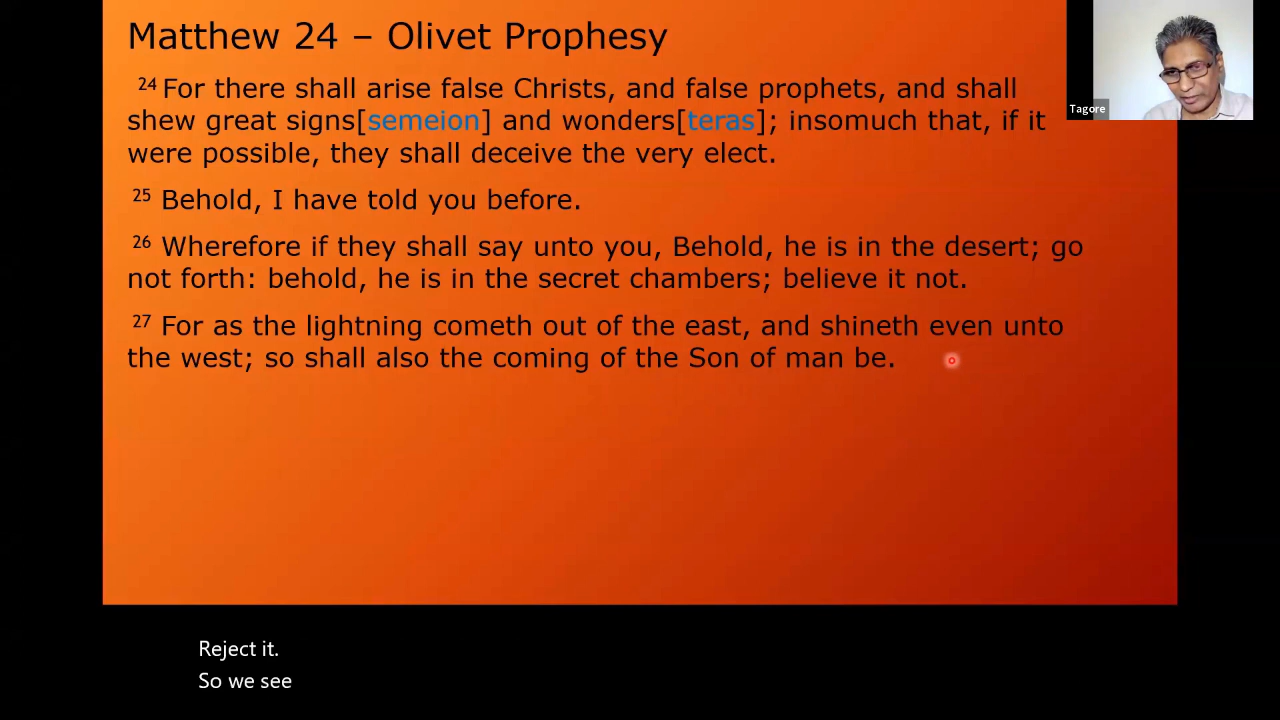 Matthew 24 – Olivet Prophesy
24 For there shall arise false Christs, and false prophets, and shall
shew great signs[semeion] and wonders[teras]; insomuch that, if it
were possible, they shall deceive the very elect.
25 Behold, I have told you before.
26 Wherefore if they shall say unto you, Behold, he is in the desert; go
not forth: behold, he is in the secret chambers; believe it not.
27 For as the lightning cometh out of the east, and shineth even unto
the west; so shall also the coming of the Son of man be.
Tagore
Reject it.
So we see